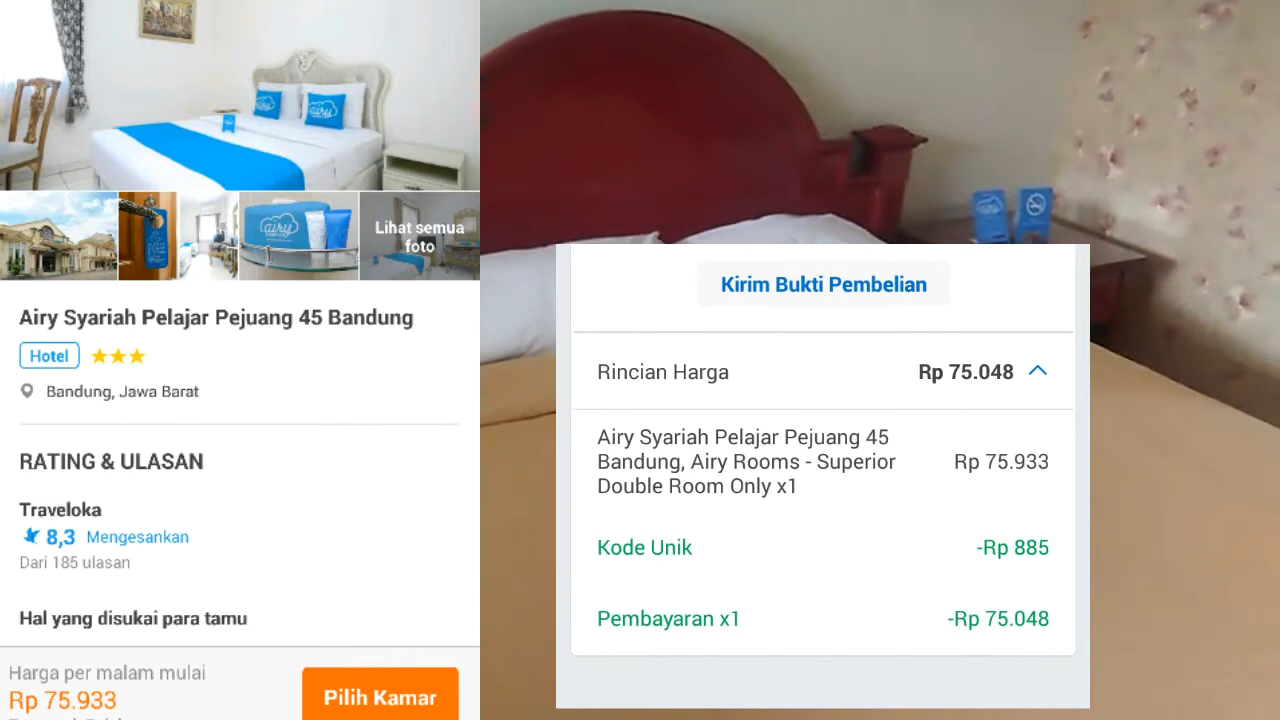 airy
airy
airy
Lihat semua
foto
Airy Syariah Pelajar Pejuang 45 Bandung
Hotel
Bandung, Jawa Barat
RATING & ULASAN
Traveloka
8,3 Mengesankan
Dari 185 ulasan
Hal yang disukai para tamu
Harga per malam mulai
Rp 75.933
Pilih Kamar
Kirim Bukti Pembelian
Rincian Harga Rp 75.048
Airy Syariah Pelajar Pejuang 45
Bandung, Airy Rooms - Superior
Double Room Only x1
Rp 75.933
Kode Unik -Rp 885
Pembayaran x1 -Rp 75.048